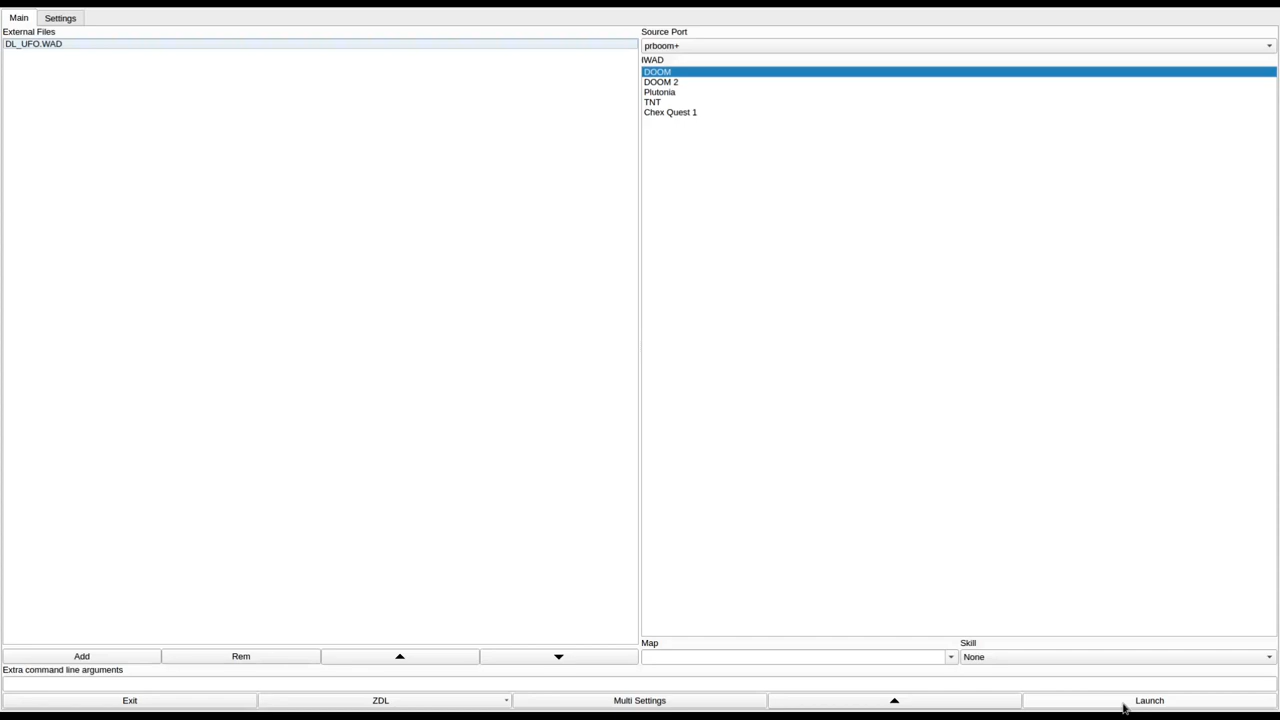 Main Settings
External Files
DL_UFO.WAD
Source Port
prboom+
IWAD
DOOM
DOOM 2
Plutonia
TNT
Chex Quest 1
Map Skill
None
Add Rem
Extra command line arguments
Exit ZDL Multi Settings Launch